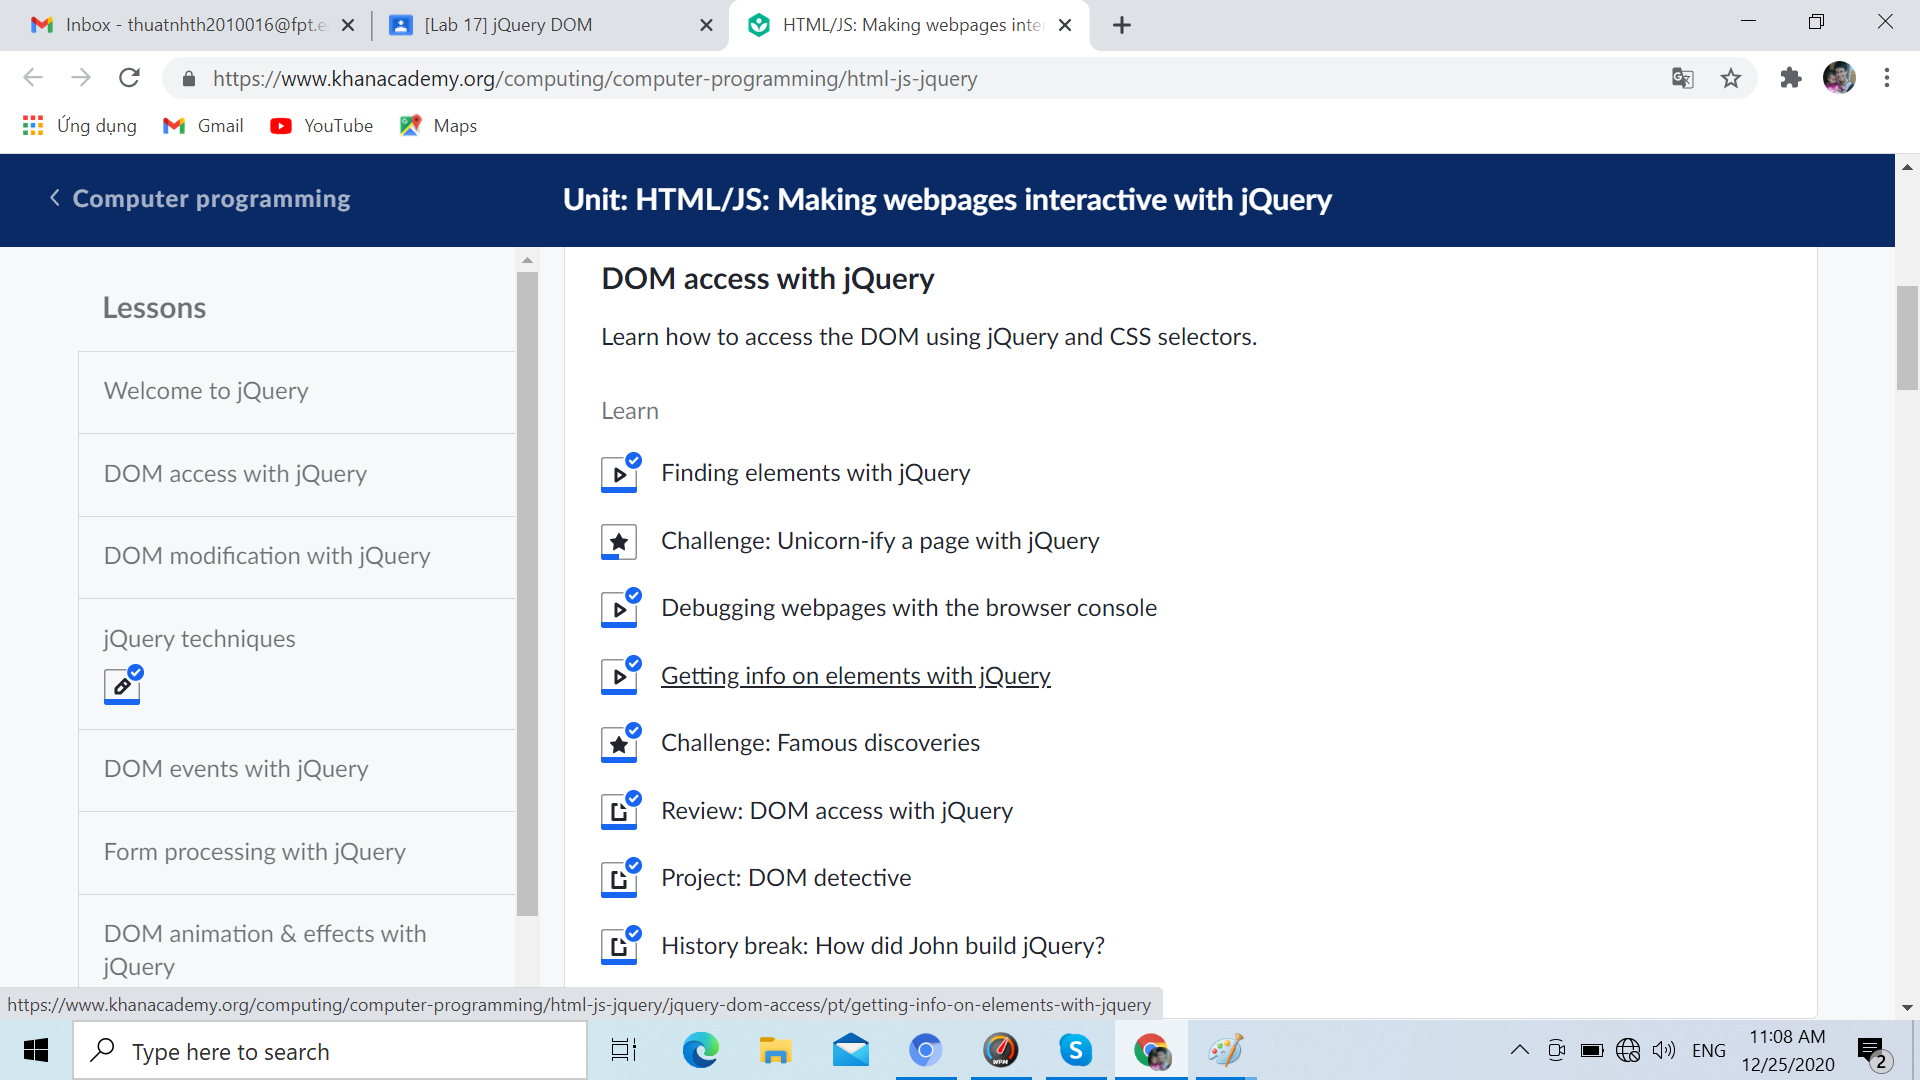 Inbox - thuatnhth2010016@fpt.e
[Lab 17] jQuery DOM
HTML/JS: Making webpages inte
https://www.khanacademy.org/computing/computer-programming/html-js-jquery
Ứng dụng
Gmail
YouTube
Maps
Computer programming
Unit: HTML/JS: Making webpages interactive with jQuery
Lessons
Welcome to jQuery
DOM access with jQuery
DOM modification with jQuery
jQuery techniques
DOM events with jQuery
Form processing with jQuery
DOM animation & effects with
jQuery
DOM access with jQuery
Learn how to access the DOM using jQuery and CSS selectors.
Learn
Finding elements with jQuery
Challenge: Unicorn-ify a page with jQuery
Debugging webpages with the browser console
Getting info on elements with jQuery
Challenge: Famous discoveries
Review: DOM access with jQuery
Project: DOM detective
History break: How did John build jQuery?
https://www.khanacademy.org/computing/computer-programming/html-js-jquery/jquery-dom-access/pt/getting-info-on-elements-with-jquery
Type here to search
WPM
S
ENG
11:08 AM
12/25/2020
2